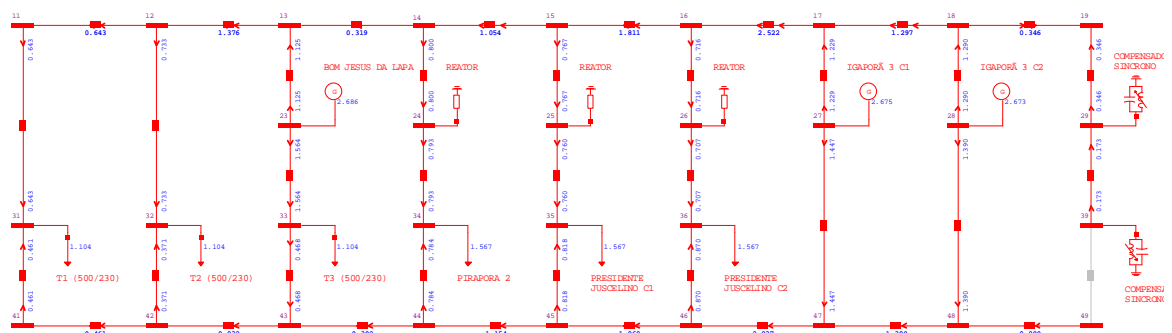 11 12 13 14 15 16 17 18 19
0.643 1.376 0.319 1.054 1.811 2.522 1.297 0.346
0.643 0.733 1.125 0.800 0.767 0.716 1.229 1.290 0.346
BOM JESUS DA LAPA REATOR REATOR REATOR IGAPORÃ 3 C1 IGAPORÃ 3 C2
SINCRONO
G G G
2.686 2.675 2.673
1.125 0.800 0.767 0.716 1.229 1.290 0.346
23 24 25 26 27 28 29
1.564 0.793 0.760 0.707 1.447 1.390 0.173
0.643 0.733 1.564 0.793 0.760 0.707 0.173
31 32 33 34 35 36 39
0.461 0.371 0.468 0.784 0.818 0.870
1.104 1.104 1.104 1.567 1.567 1.567
T1 (500/230) T2 (500/230) T3 (500/230) PIRAPORA 2 PRESIDENTE PRESIDENTE
JUSCELINO C1 JUSCELINO C2
SINCRONO
0.461 0.371 0.468 0.784 0.818 0.870 1.447 1.390
41 42 43 44 45 46 47 48 49